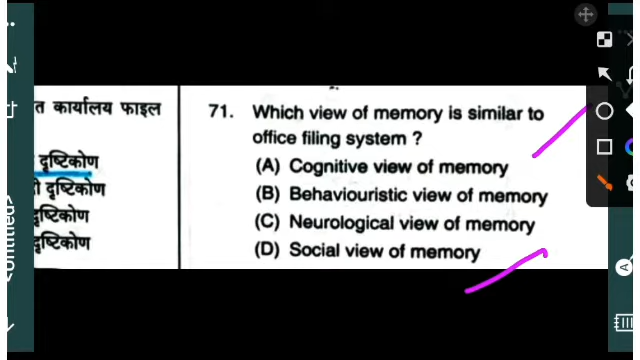 त कार्यालय फाइल
दृष्टिकोण
ी दृष्टिकोण
दृष्टिकोण
दृष्टिकोण
71. Which view of memory is similar to
office filing system ?
(A) Cognitive view of memory
(B) Behaviouristic view of memory
(C) Neurological view of memory
(D) Social view of memory
<Untitled>
A